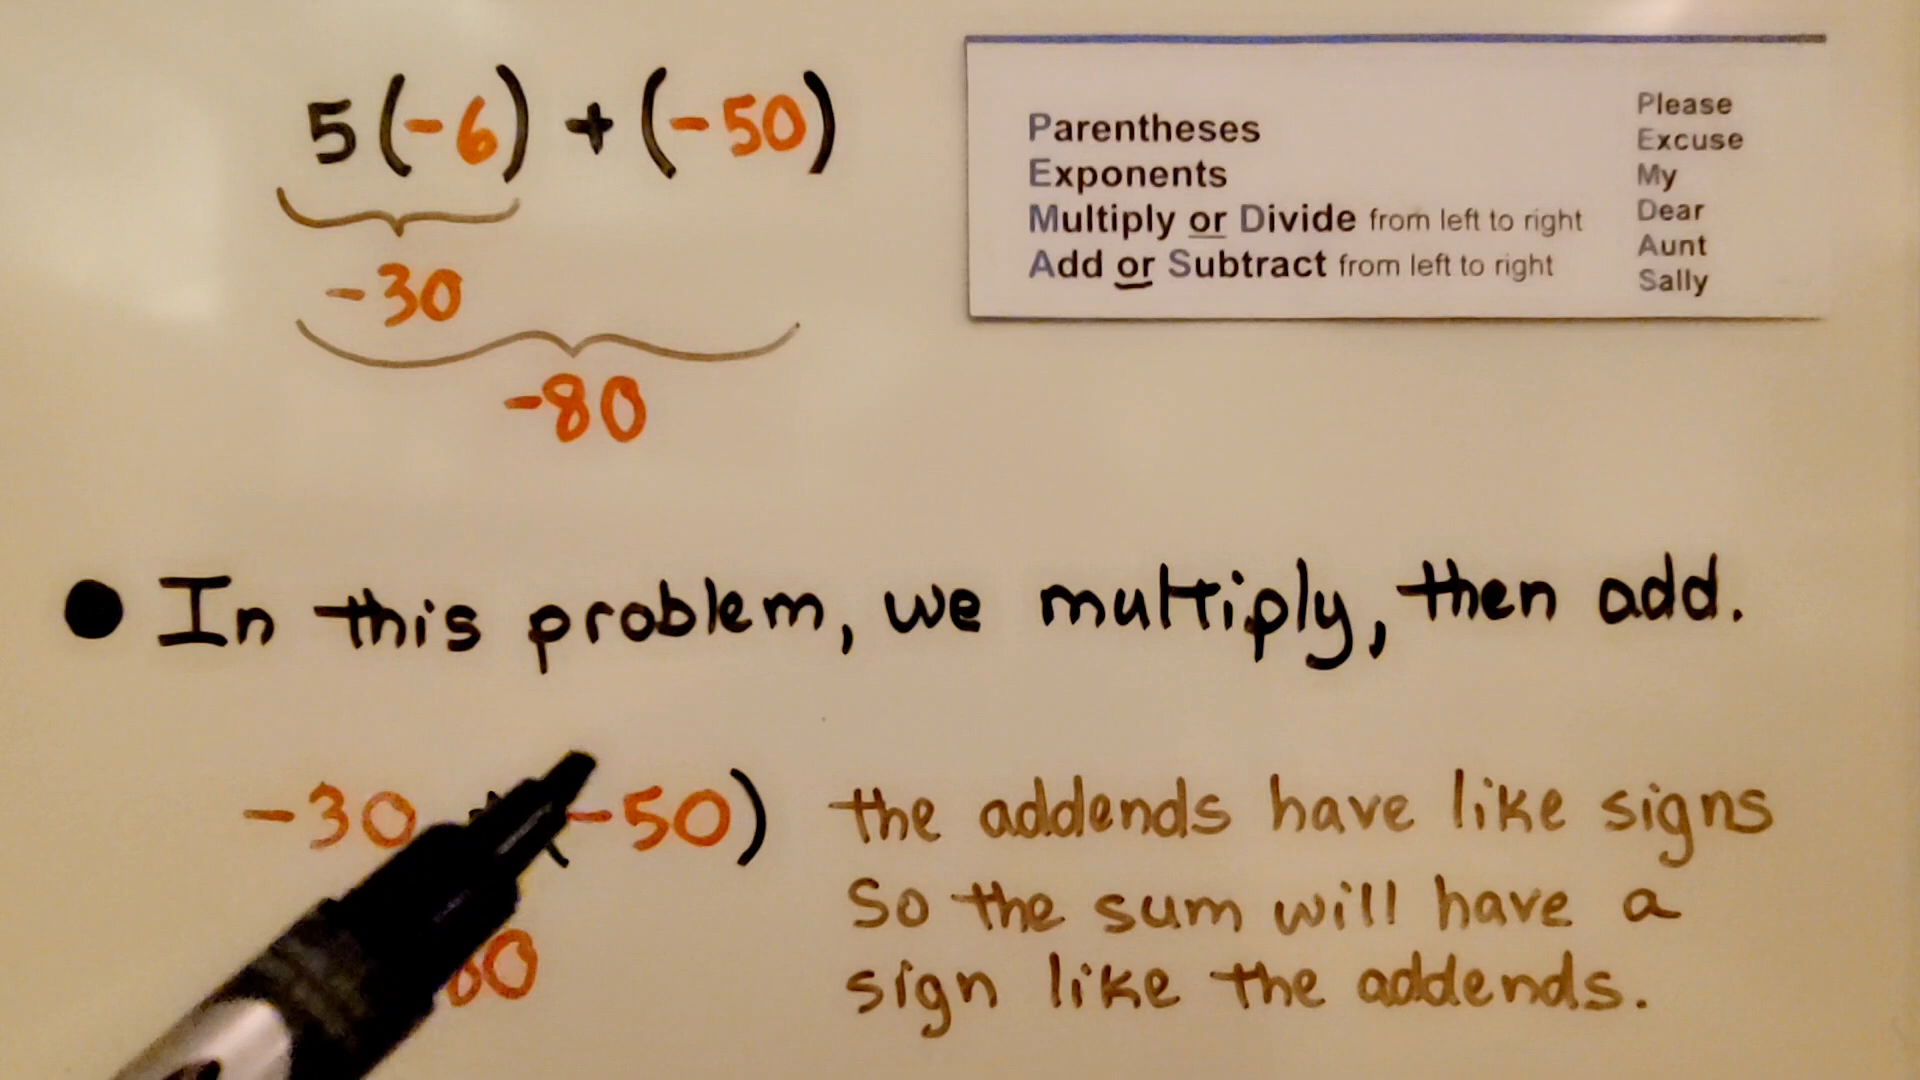 5(-6) + (-50)
-30
-80
Parentheses
Exponents
Multiply or Divide from left to right
Add or Subtract from left to right
Please
Excuse
My
Dear
Aunt
Sally
● In this problem, we multiply, then add.
-30 + (-50)
the addends have like signs
So the sum will have a
sign like the addends.